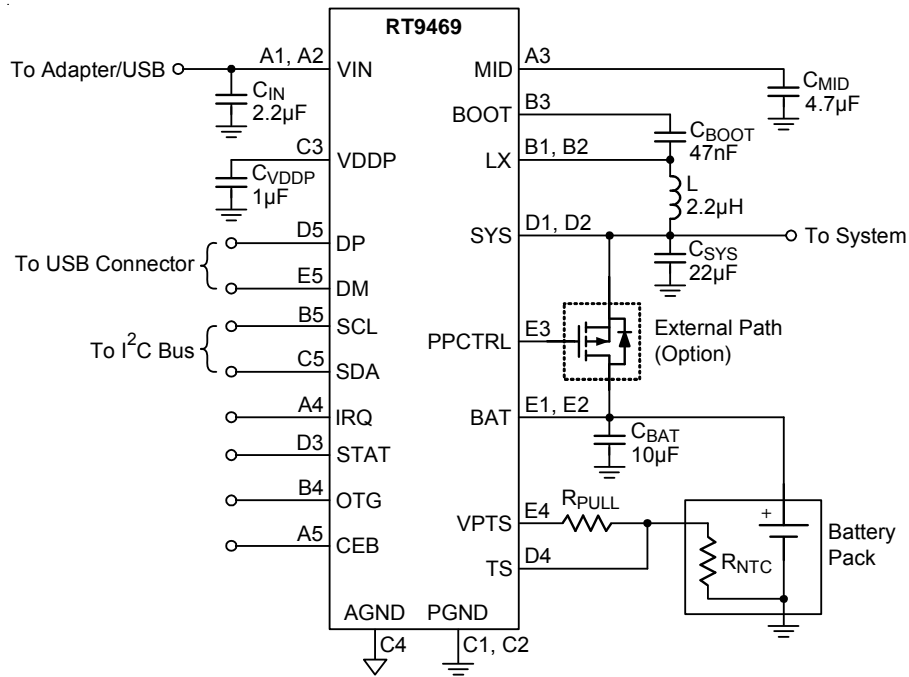 RT9469
To Adapter/USB
A1, A2
VIN
CIN
2.2µF
C3
VDDP
CVDDP
1µF
To USB Connector
D5
DP
E5
DM
To I2C Bus
B5
SCL
C5
SDA
A4
IRQ
D3
STAT
B4
OTG
A5
CEB
AGND
C4
PGND
C1, C2
MID
A3
CMID
4.7µF
BOOT
B3
CBOOT
47nF
LX
B1, B2
L
2.2µH
SYS
D1, D2
To System
CSYS
22µF
PPCTRL
E3
External Path
(Option)
BAT
E1, E2
CBAT
10µF
VPTS
E4
RPULL
TS
D4
RNTC
+
Battery
Pack